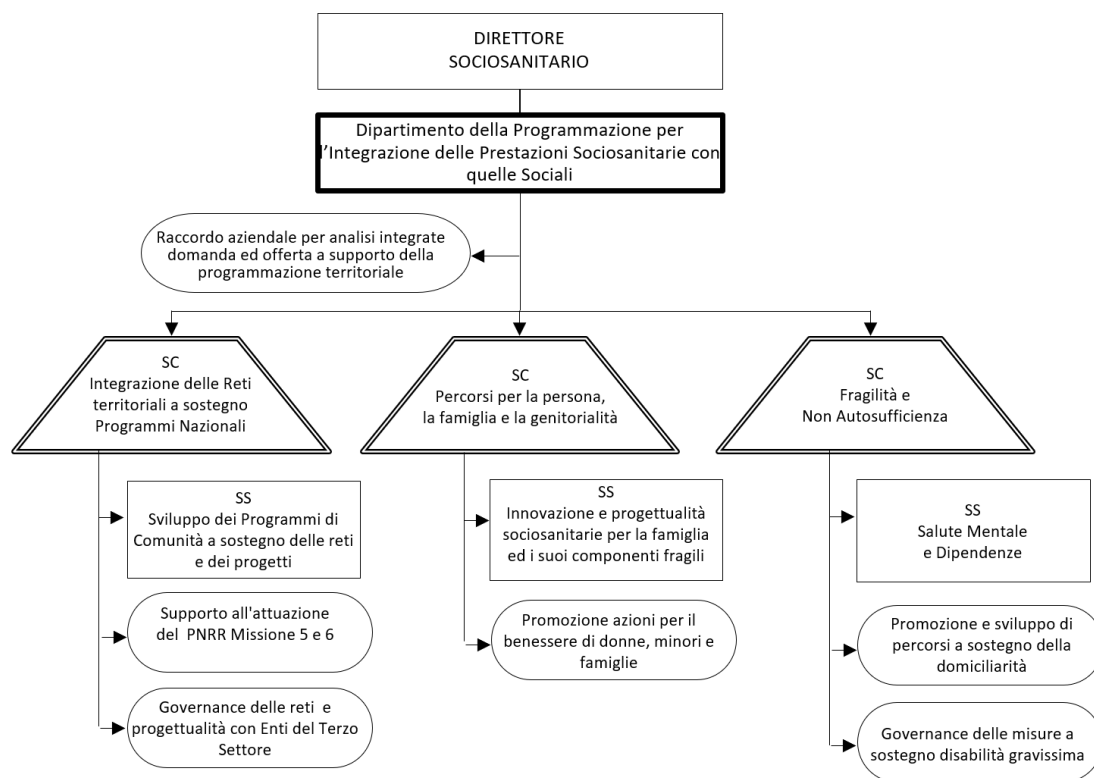 DIRETTORE
SOCIOSANITARIO
Dipartimento della Programmazione per
l'Integrazione delle Prestazioni Sociosanitarie con
quelle Sociali
Raccordo aziendale per analisi integrate
domanda ed offerta a supporto della
programmazione territoriale
SC
Integrazione delle Reti
territoriali a sostegno
Programmi Nazionali
SC
Percorsi per la persona,
la famiglia e la genitorialità
SC
Fragilità e
Non Autosufficienza
SS
Sviluppo dei Programmi di
Comunità a sostegno delle reti
e dei progetti
SS
Innovazione e progettualità
sociosanitarie per la famiglia
ed i suoi componenti fragili
SS
Salute Mentale
e Dipendenze
Supporto all'attuazione
del PNRR Missione 5 e 6
Promozione azioni per il
benessere di donne, minori e
famiglie
Promozione e sviluppo di
percorsi a sostegno della
domiciliarità
Governance delle reti e
progettualità con Enti del Terzo
Settore
Governance delle misure a
sostegno disabilità gravissima